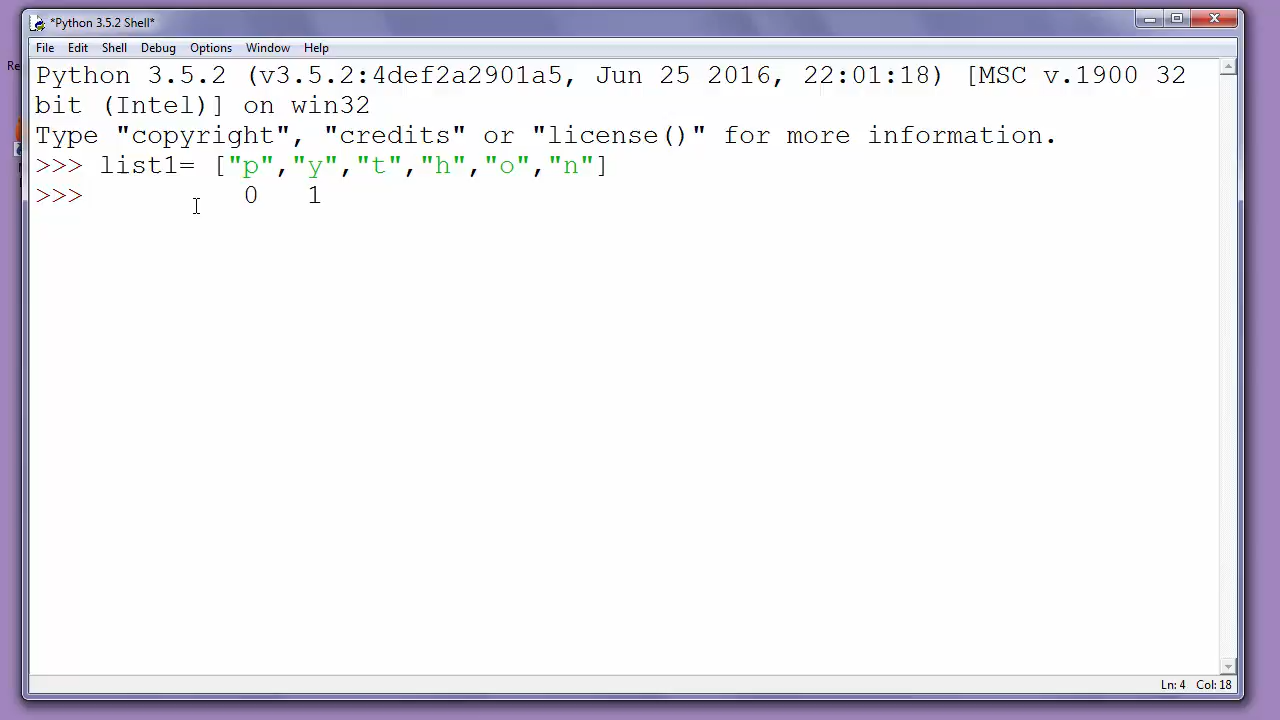 *Python 3.5.2 Shell*
File Edit Shell Debug Options Window Help
Re
Python 3.5.2 (v3.5.2:4def2a2901a5, Jun 25 2016, 22:01:18) [MSC v.1900 32
bit (Intel)] on win32
Type "copyright", "credits" or "license()" for more information.
>>> list1= ["p","y","t","h","o","n"]
>>> 0 1
Ln: 4 Col: 18